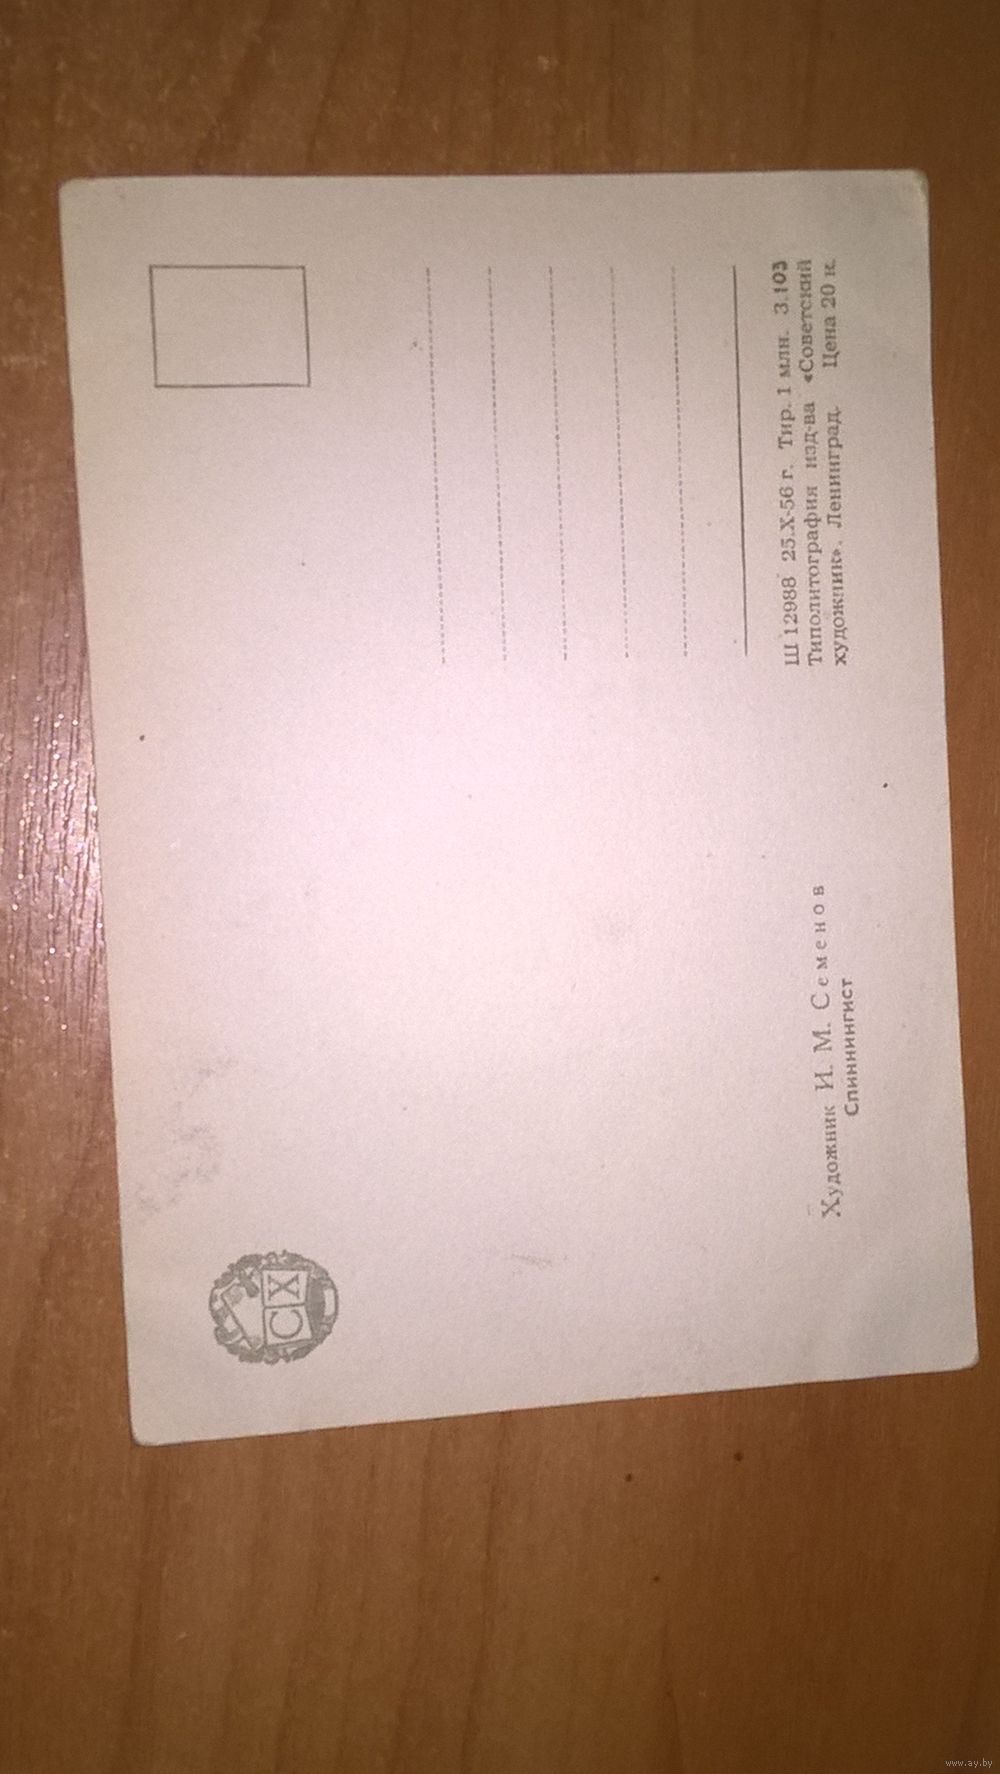 СХ
Художник И. М. Семенов
Спиннингист
Ш 12988 25.X-56 г. Тир. 1 млн. З.103
Типолитография изд-ва «Советский
художник». Ленинград. Цена 20 к.
www.ay.by